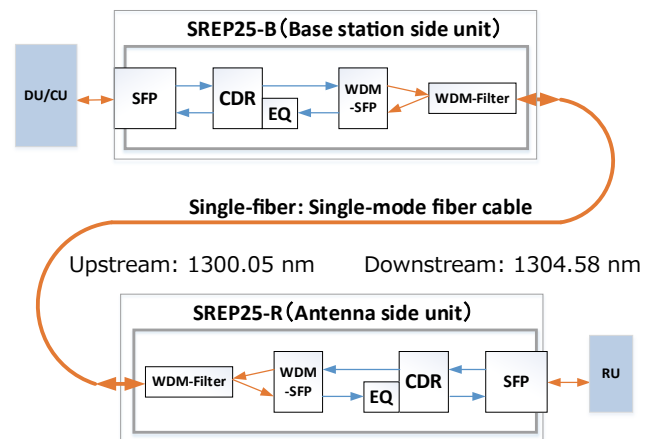 SREP25-B(Base station side unit)
DU/CU
SFP
CDR
EQ
WDM
-SFP
WDM-Filter
Single-fiber: Single-mode fiber cable
Upstream: 1300.05 nm
Downstream: 1304.58 nm
SREP25-R(Antenna side unit)
WDM-Filter
WDM
-SFP
EQ
CDR
SFP
RU